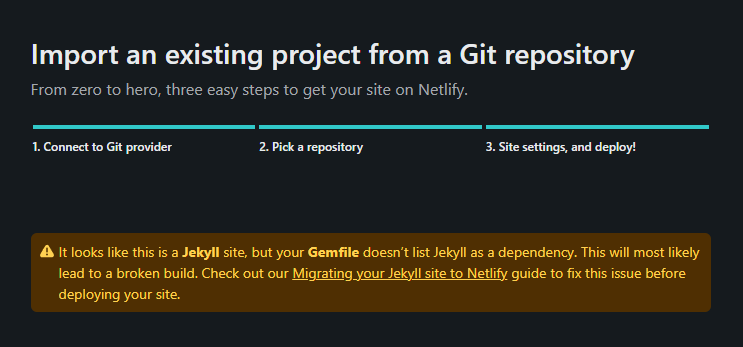 Import an existing project from a Git repository
From zero to hero, three easy steps to get your site on Netlify.
1. Connect to Git provider
2. Pick a repository
3. Site settings, and deploy!
It looks like this is a Jekyll site, but your Gemfile doesn’t list Jekyll as a dependency. This will most likely
lead to a broken build. Check out our Migrating your Jekyll site to Netlify guide to fix this issue before
deploying your site.